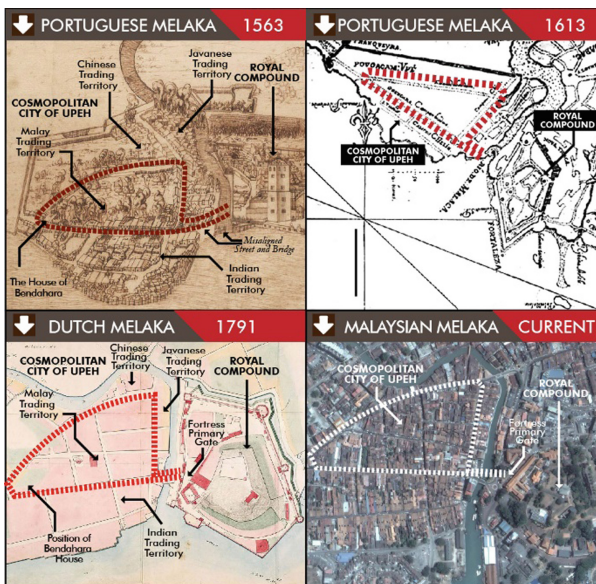 PORTUGUESE MELAKA 1563
Chinese
Trading
Territory
Javanese
Trading
Territory
ROYAL
COMPOUND
COSMOPOLITAN
CITY OF UPEH
Malay
Trading
Territory
Missaligned
Street and Bridge
The House of
Bendahara
Indian
Trading
Territory
PORTUGUESE MELAKA 1613
ROYAL
COMPOUND
COSMOPOLITAN
CITY OF UPEH
FORTALEZA
DUTCH MELAKA 1791
Chinese
Trading
Territory
Javanese
Trading
Territory
COSMOPOLITAN
CITY OF UPEH
ROYAL
COMPOUND
Malay
Trading
Territory
Fortress
Primary
Gate
Position of
Bendahara
House
Indian
Trading
Territory
MALAYSIAN MELAKA CURRENT
COSMOPOLITAN
CITY OF UPEH
ROYAL
COMPOUND
Fortress
Primary
Gate